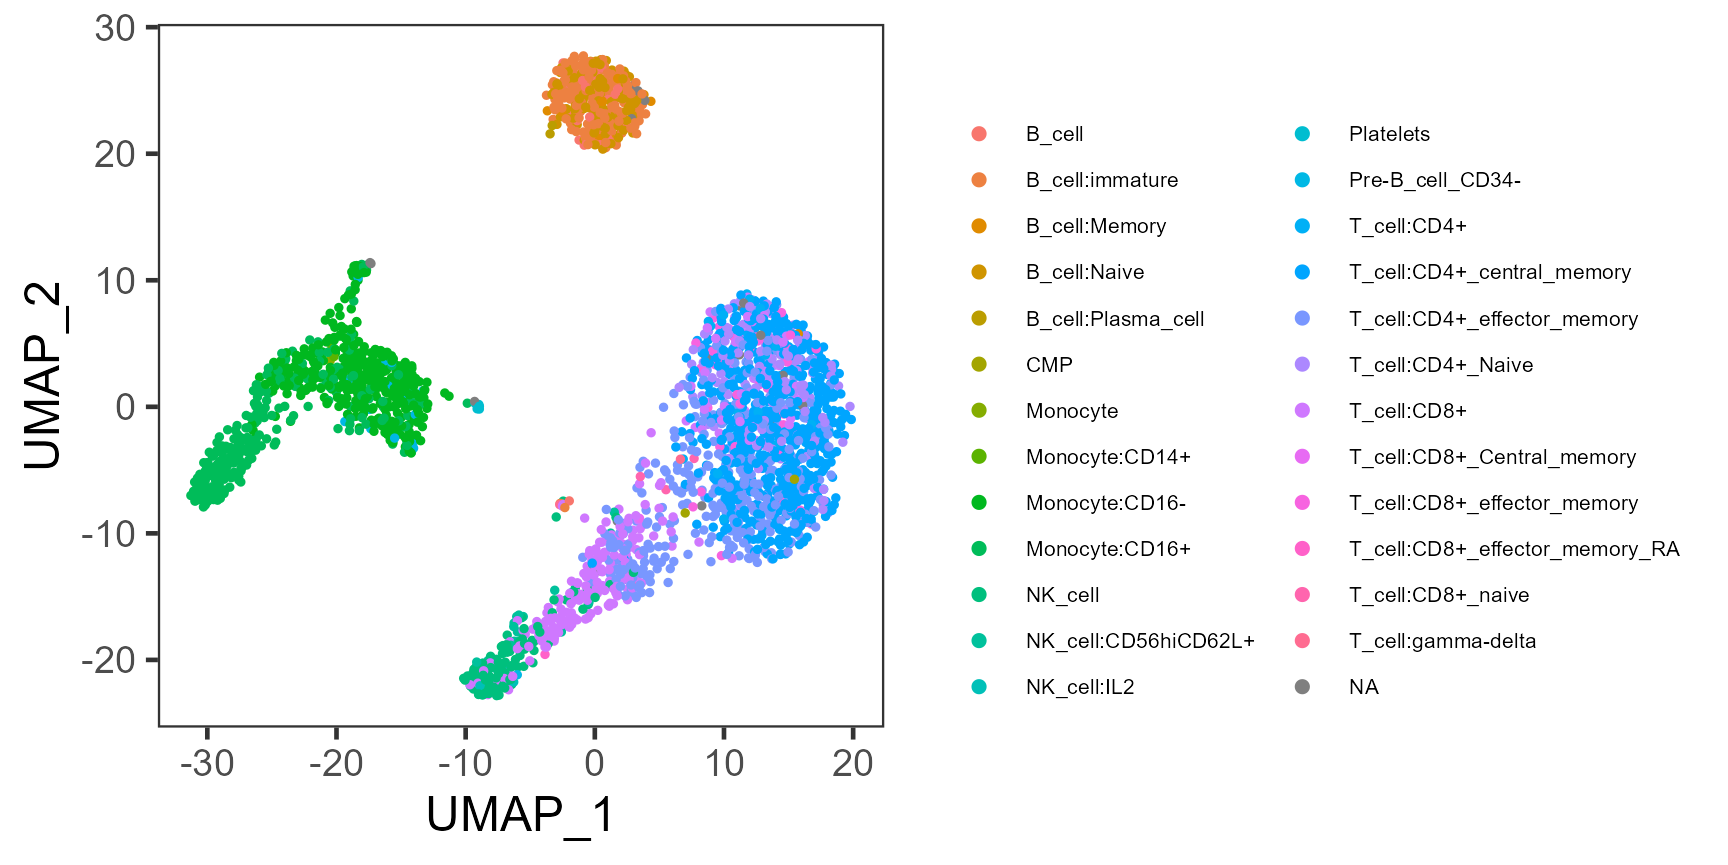 30
20
10
0
-10
-20
UMAP_2
-30
-20
-10
0
10
20
UMAP_1
B_cell
B_cell:immature
B_cell:Memory
B_cell:Naive
B_cell:Plasma_cell
CMP
Monocyte
Monocyte:CD14+
Monocyte:CD16-
Monocyte:CD16+
NK_cell
NK_cell:CD56hiCD62L+
NK_cell:IL2
Platelets
Pre-B_cell_CD34-
T_cell:CD4+
T_cell:CD4+_central_memory
T_cell:CD4+_effector_memory
T_cell:CD4+_Naive
T_cell:CD8+
T_cell:CD8+_Central_memory
T_cell:CD8+_effector_memory
T_cell:CD8+_effector_memory_RA
T_cell:CD8+_naive
T_cell:gamma-delta
NA